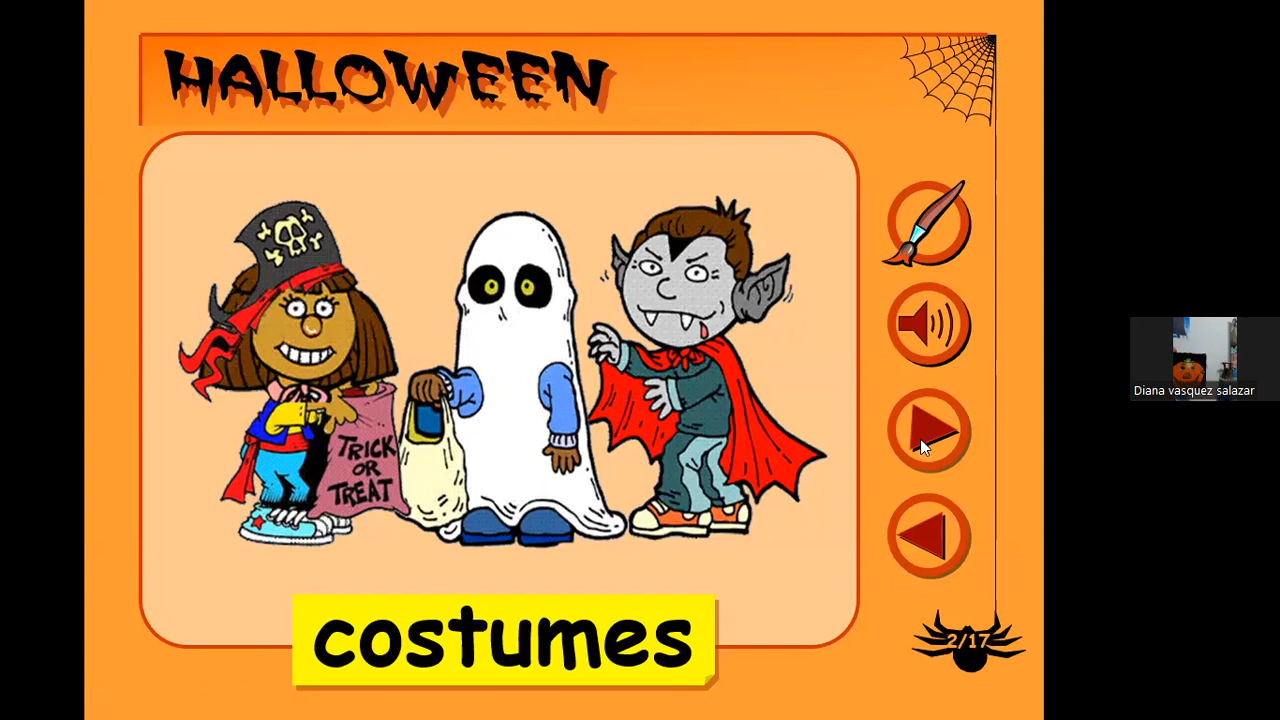 HALLOWEEN
TRICK
OR
TREAT
costumes
2/17
Diana vasquez salazar